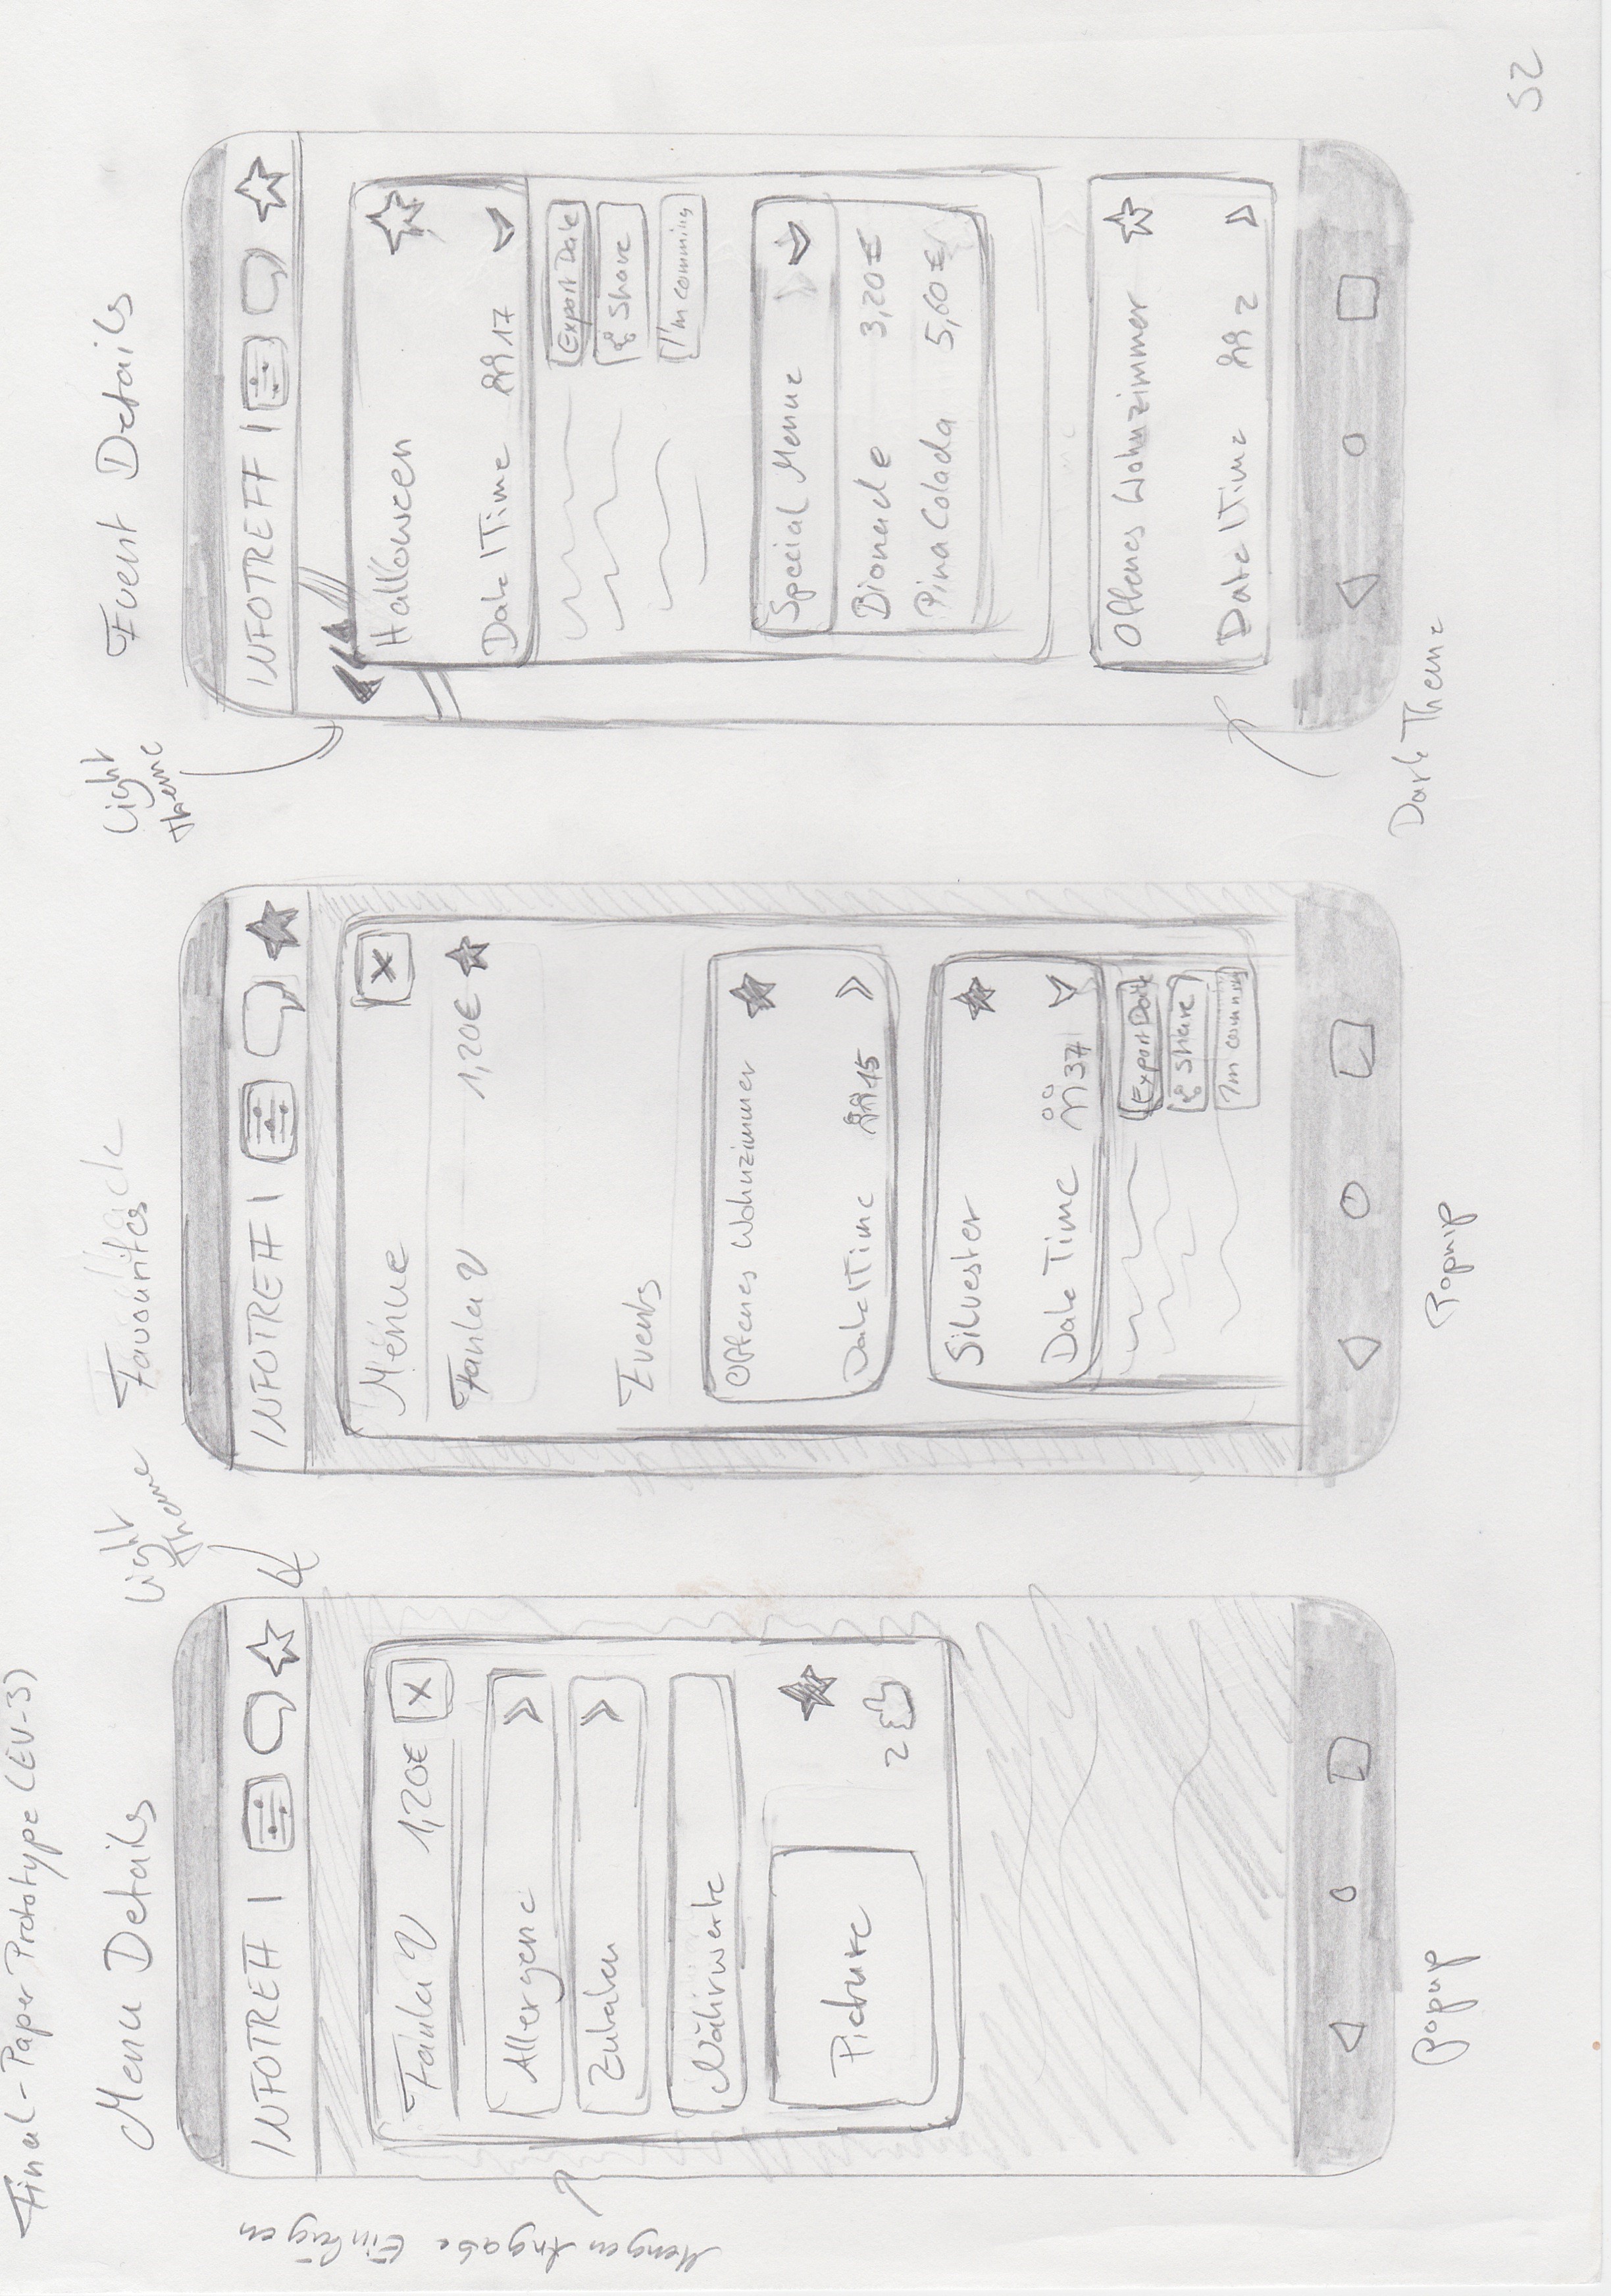 Final-Paper Prototype (EV-3)
Menu Details
Mengen Angabe Einfügen
Light
Theme
INFOTREFF |
Fanta V 1,20€ X
Allergene
Zutaten
Nährwerte
Picture
2
Popup
Favourites
INFOTREFF |
Menue X
Fanta V 1,20€
Events
Offenes Wohnzimmer
Date|Time 15
Silvester
Date Time 37
Export Date
Share
I'm comming
Popup
Light
Theme
Event Details
INFOTREFF |
Halloween
Date|Time 17
Export Date
Share
I'm comming
Special Menue
Bionade 3,20€
Pina Colada 5,60€
Offenes Wohnzimmer
Date|Time 2
Dark Theme
S2